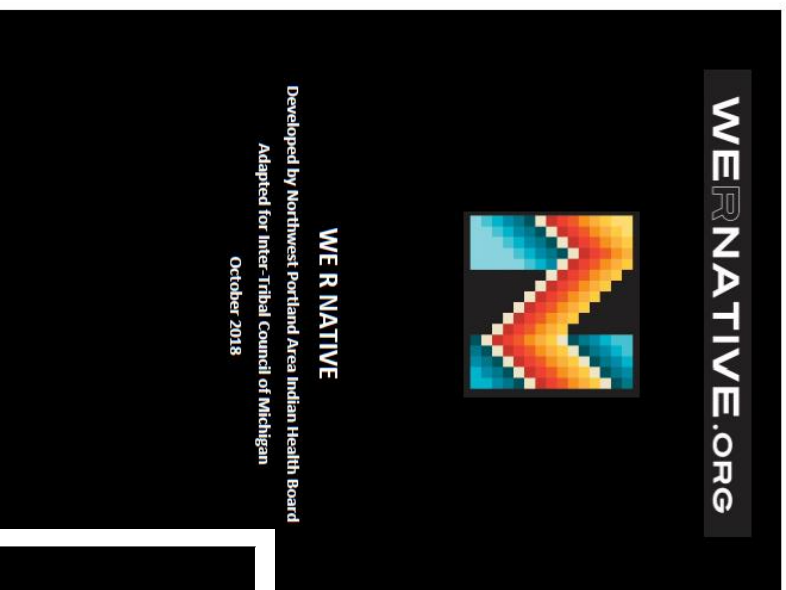 WERNATIVE.ORG
WE R NATIVE
Developed by Northwest Portland Area Indian Health Board
Adapted for Inter-Tribal Council of Michigan
October 2018